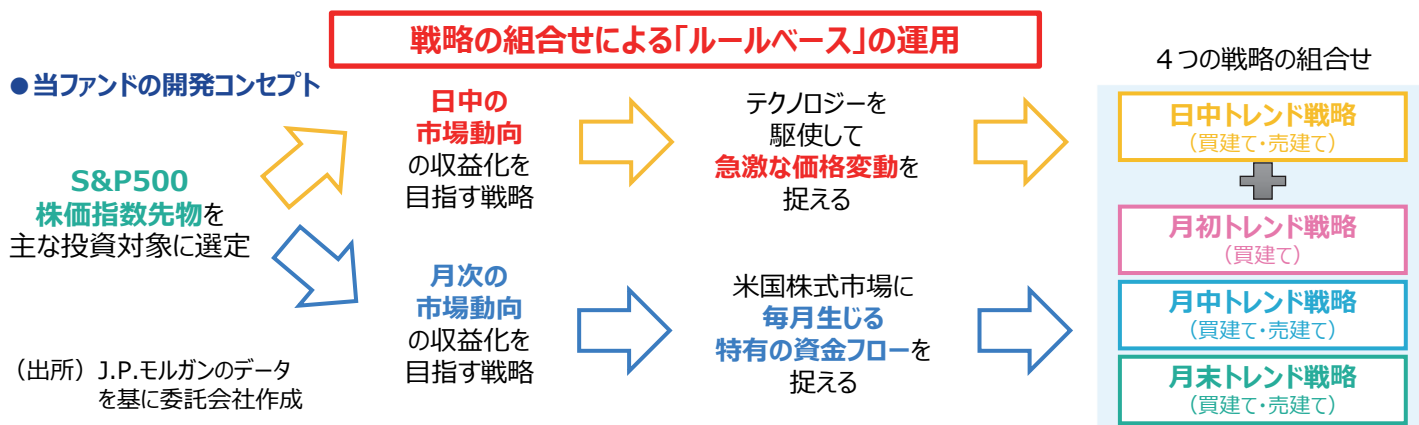 戦略の組合せによる「ルールベース」の運用
●当ファンドの開発コンセプト
S&P500
株価指数先物を
主な投資対象に選定
（出所）J.P.モルガンのデータ
を基に委託会社作成
日中の
市場動向
の収益化を
目指す戦略
テクノロジーを
駆使して
急激な価格変動を
捉える
月次の
市場動向
の収益化を
目指す戦略
米国株式市場に
毎月生じる
特有の資金フローを
捉える
４つの戦略の組合せ
日中トレンド戦略
（買建て・売建て）
月初トレンド戦略
（買建て）
月中トレンド戦略
（買建て・売建て）
月末トレンド戦略
（買建て・売建て）